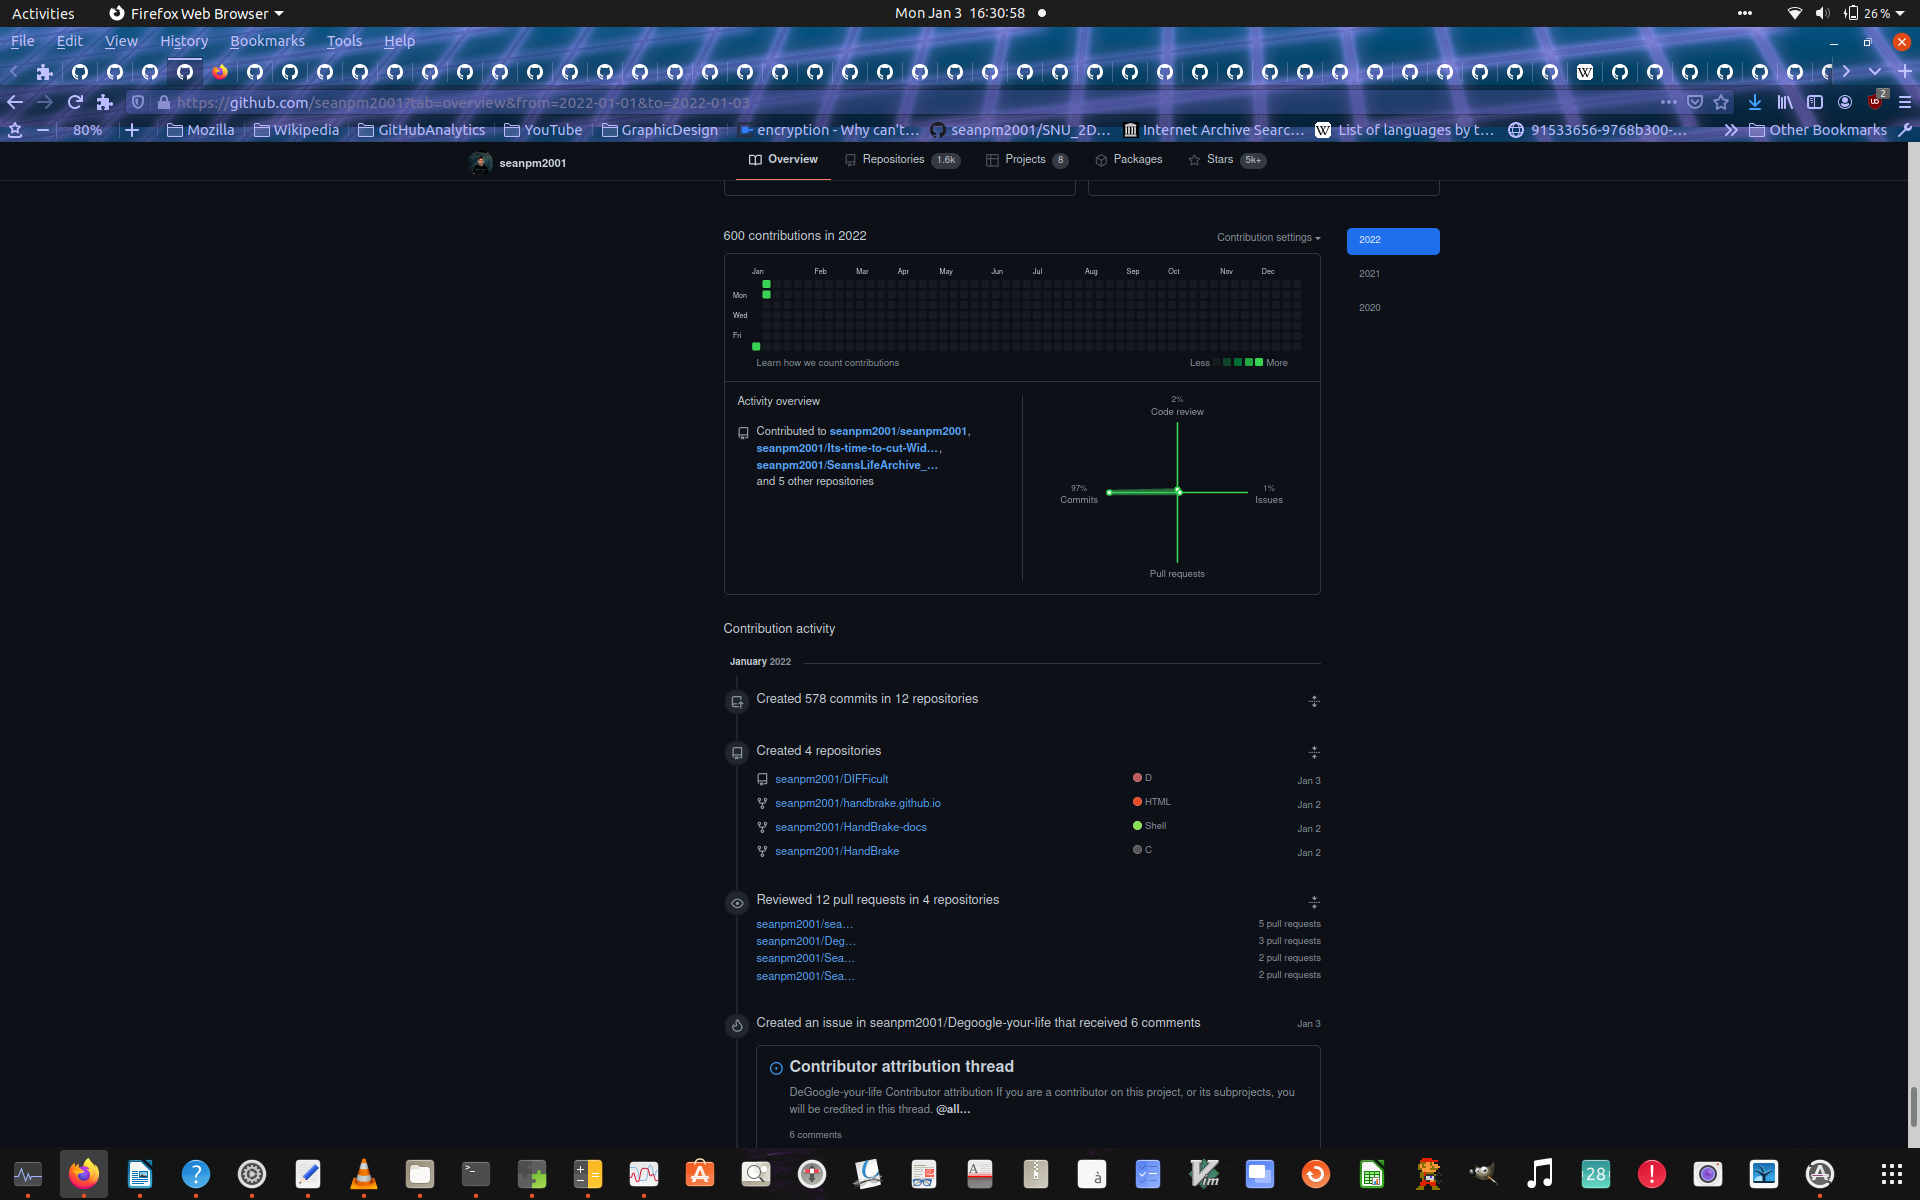 Activities
Firefox Web Browser
Mon Jan 3 16:30:58
26 %
File Edit View History Bookmarks Tools Help
https://github.com/seanpm2001?tab=overview&from=2022-01-01&to=2022-01-03
2
80%
Mozilla
Wikipedia
GitHubAnalytics
YouTube
GraphicDesign
encryption - Why can't…
seanpm2001/SNU_2D…
Internet Archive Searc…
List of languages by t…
91533656-9768b300-…
Other Bookmarks
seanpm2001
Overview
Repositories 1.6k
Projects 8
Packages
Stars 5k+
600 contributions in 2022
Contribution settings
2022
2021
2020
Jan Feb Mar Apr May Jun Jul Aug Sep Oct Nov Dec
Mon
Wed
Fri
Learn how we count contributions
Less More
Activity overview
Contributed to seanpm2001/seanpm2001,
seanpm2001/Its-time-to-cut-Wid…,
seanpm2001/SeansLifeArchive_…
and 5 other repositories
2%
Code review
97%
Commits
1%
Issues
Pull requests
Contribution activity
January 2022
Created 578 commits in 12 repositories
Created 4 repositories
seanpm2001/DIFFicult D Jan 3
seanpm2001/handbrake.github.io HTML Jan 2
seanpm2001/HandBrake-docs Shell Jan 2
seanpm2001/HandBrake C Jan 2
Reviewed 12 pull requests in 4 repositories
seanpm2001/sea… 5 pull requests
seanpm2001/Deg… 3 pull requests
seanpm2001/Sea… 2 pull requests
seanpm2001/Sea… 2 pull requests
Created an issue in seanpm2001/Degoogle-your-life that received 6 comments Jan 3
Contributor attribution thread
DeGoogle-your-life Contributor attribution If you are a contributor on this project, or its subprojects, you
will be credited in this thread. @all…
6 comments
28